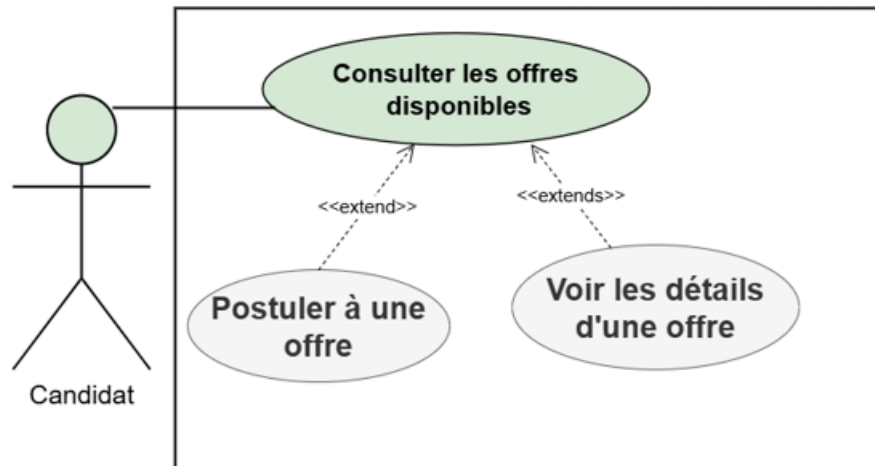 Consulter les offres
disponibles
<<extend>>
<<extends>>
Postuler à une
offre
Voir les détails
d'une offre
Candidat